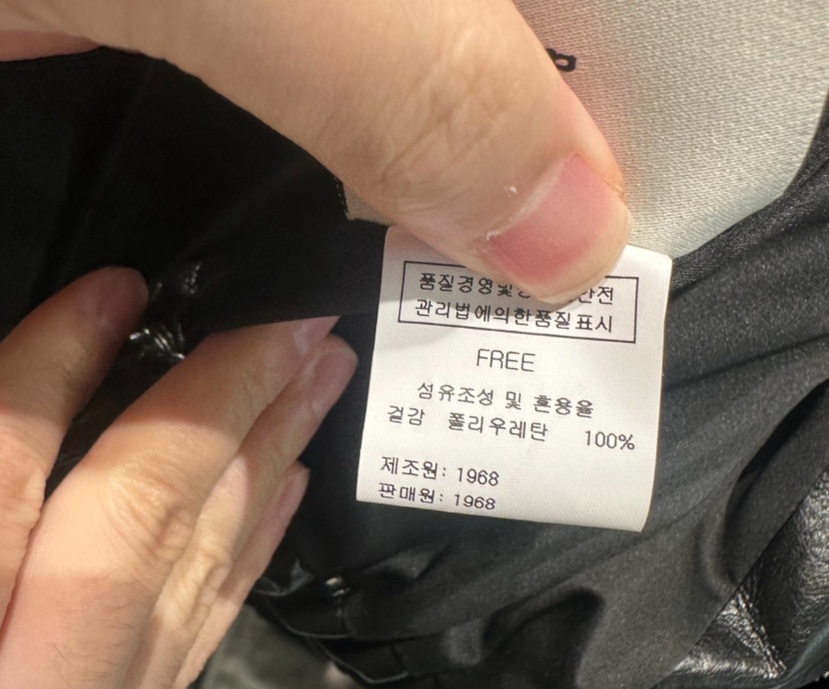 품질경영및 안전
관리법에의한품질표시
FREE
섬유조성 및 혼용율
겉감 폴리우레탄 100%
제조원: 1968
판매원: 1968